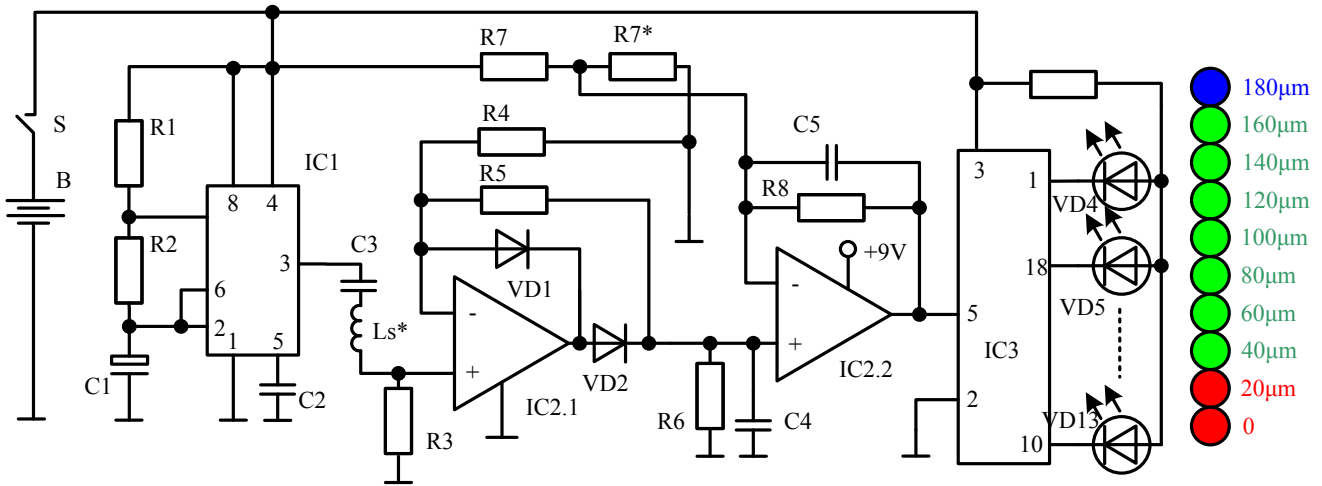 R7
R7*
180μm
160μm
140μm
120μm
100μm
80μm
60μm
40μm
20μm
0
S
B
R1
R2
C1
IC1
8
4
3
6
2
1
5
C2
C3
Ls*
R3
R4
R5
VD1
-
+
IC2.1
VD2
R6
C4
C5
R8
+9V
-
+
IC2.2
3
1
18
5
IC3
2
10
VD4
VD5
VD13